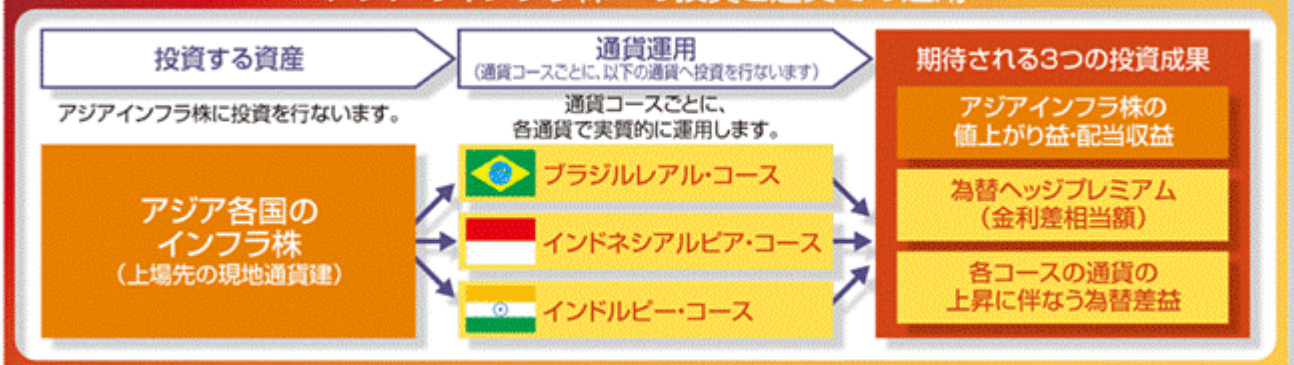 投資する資産
アジアインフラ株に投資を行ないます。
アジア各国の
インフラ株
(上場先の現地通貨建)
通貨運用
(通貨コースごとに、以下の通貨へ投資を行ないます)
通貨コースごとに、
各通貨で実質的に運用します。
ブラジルレアル・コース
インドネシアルピア・コース
インドルピー・コース
期待される3つの投資成果
アジアインフラ株の
値上がり益・配当収益
為替ヘッジプレミアム
(金利差相当額)
各コースの通貨の
上昇に伴なう為替差益